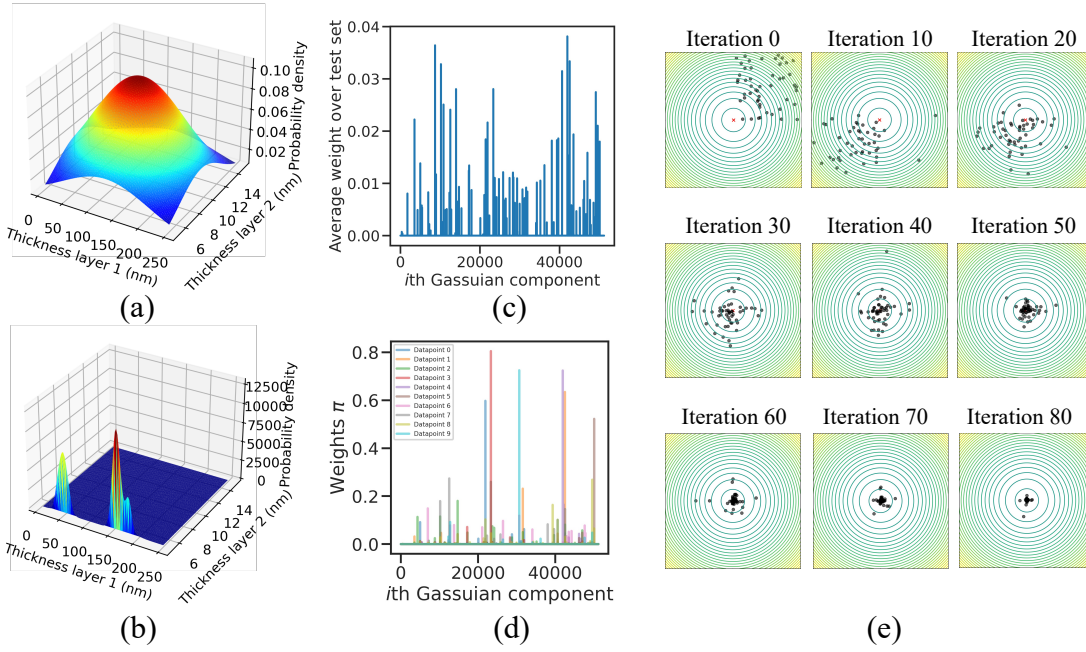 0.10
0.08
0.06
0.04
0.02
Probability density
0
50
100
150
200
250
Thickness layer 1 (nm)
6
8
10
12
14
Thickness layer 2 (nm)
(a)
12500
10000
7500
5000
2500
0
Probability density
0
50
100
150
200
250
Thickness layer 1 (nm)
6
8
10
12
14
Thickness layer 2 (nm)
(b)
Average weight over test set
0.04
0.03
0.02
0.01
0.00
0
20000
40000
ith Gassuian component
(c)
Weights π
0.8
0.6
0.4
0.2
0.0
Datapoint 0
Datapoint 1
Datapoint 2
Datapoint 3
Datapoint 4
Datapoint 5
Datapoint 6
Datapoint 7
Datapoint 8
Datapoint 9
0
20000
40000
ith Gassuian component
(d)
Iteration 0
Iteration 10
Iteration 20
Iteration 30
Iteration 40
Iteration 50
Iteration 60
Iteration 70
Iteration 80
(e)